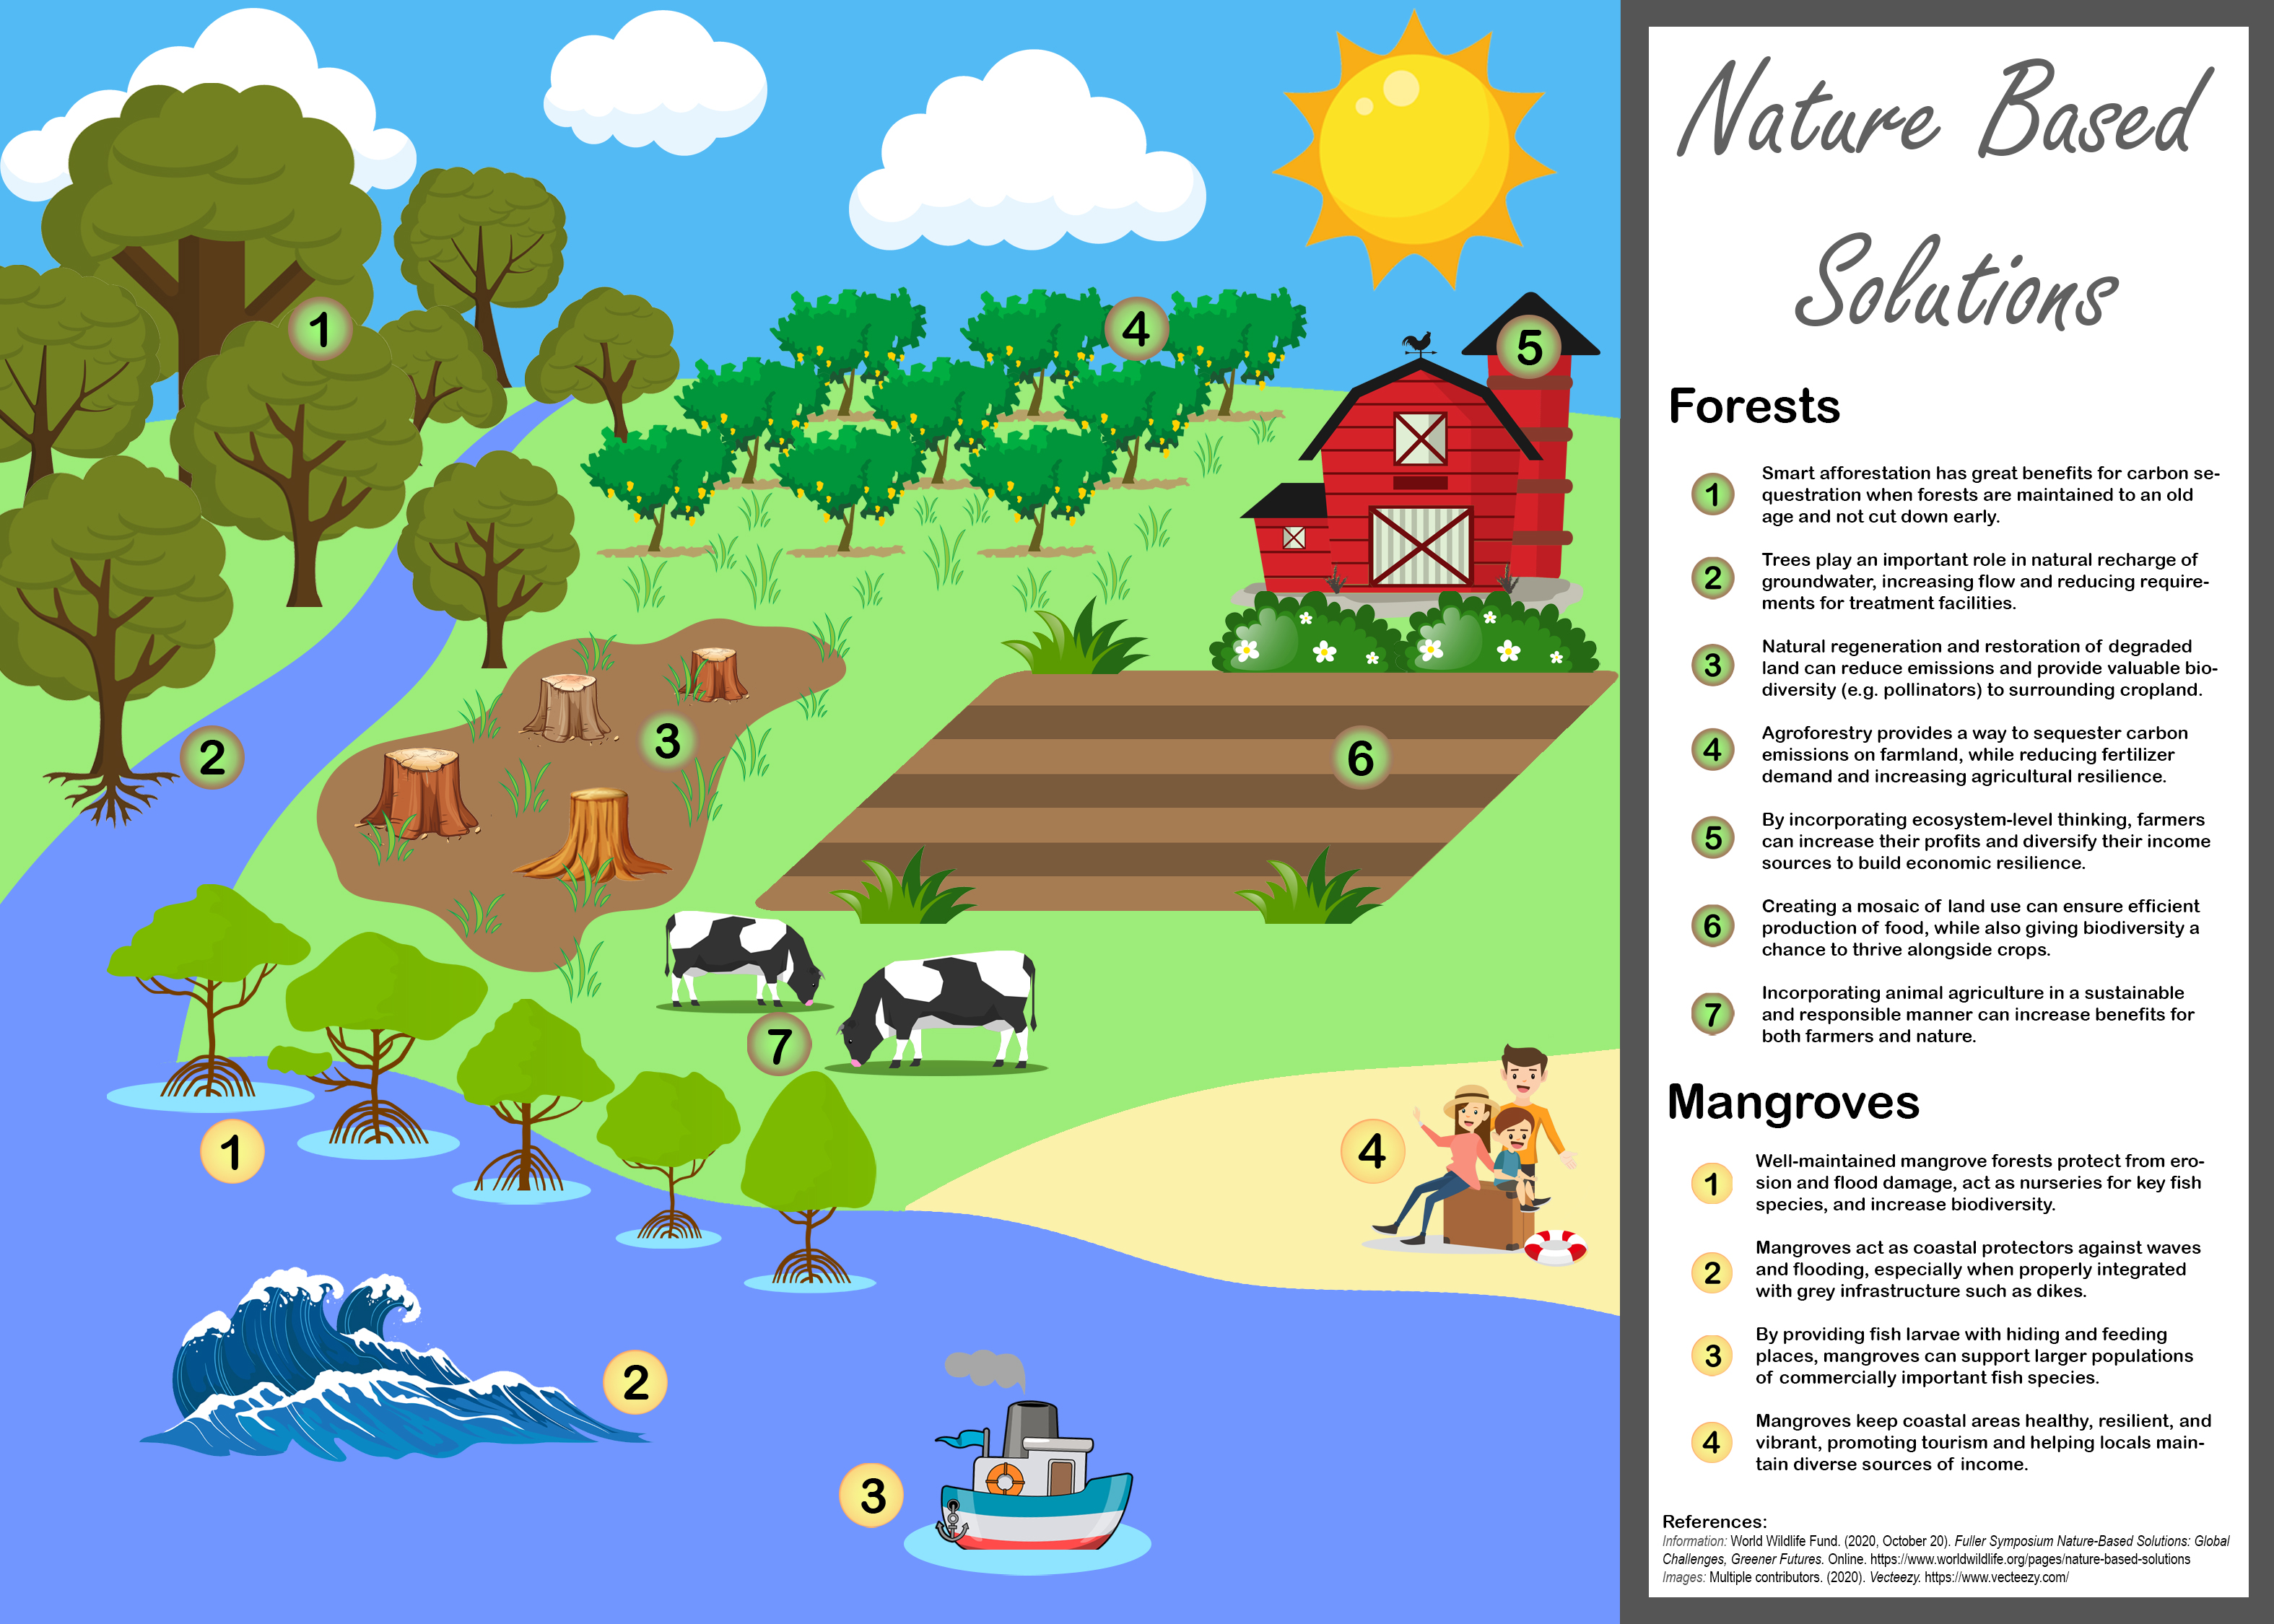 Nature Based
Solutions
Forests
1
Smart afforestation has great benefits for carbon se-
questration when forests are maintained to an old
age and not cut down early.
2
Trees play an important role in natural recharge of
groundwater, increasing flow and reducing require-
ments for treatment facilities.
3
Natural regeneration and restoration of degraded
land can reduce emissions and provide valuable bio-
diversity (e.g. pollinators) to surrounding cropland.
4
Agroforestry provides a way to sequester carbon
emissions on farmland, while reducing fertilizer
demand and increasing agricultural resilience.
5
By incorporating ecosystem-level thinking, farmers
can increase their profits and diversify their income
sources to build economic resilience.
6
Creating a mosaic of land use can ensure efficient
production of food, while also giving biodiversity a
chance to thrive alongside crops.
7
Incorporating animal agriculture in a sustainable
and responsible manner can increase benefits for
both farmers and nature.
Mangroves
1
Well-maintained mangrove forests protect from ero-
sion and flood damage, act as nurseries for key fish
species, and increase biodiversity.
2
Mangroves act as coastal protectors against waves
and flooding, especially when properly integrated
with grey infrastructure such as dikes.
3
By providing fish larvae with hiding and feeding
places, mangroves can support larger populations
of commercially important fish species.
4
Mangroves keep coastal areas healthy, resilient, and
vibrant, promoting tourism and helping locals main-
tain diverse sources of income.
References:
Information: World Wildlife Fund. (2020, October 20). Fuller Symposium Nature-Based Solutions: Global
Challenges, Greener Futures. Online. https://www.worldwildlife.org/pages/nature-based-solutions
Images: Multiple contributors. (2020). Vecteezy. https://www.vecteezy.com/
1
4
5
2
3
6
7
1
4
2
3